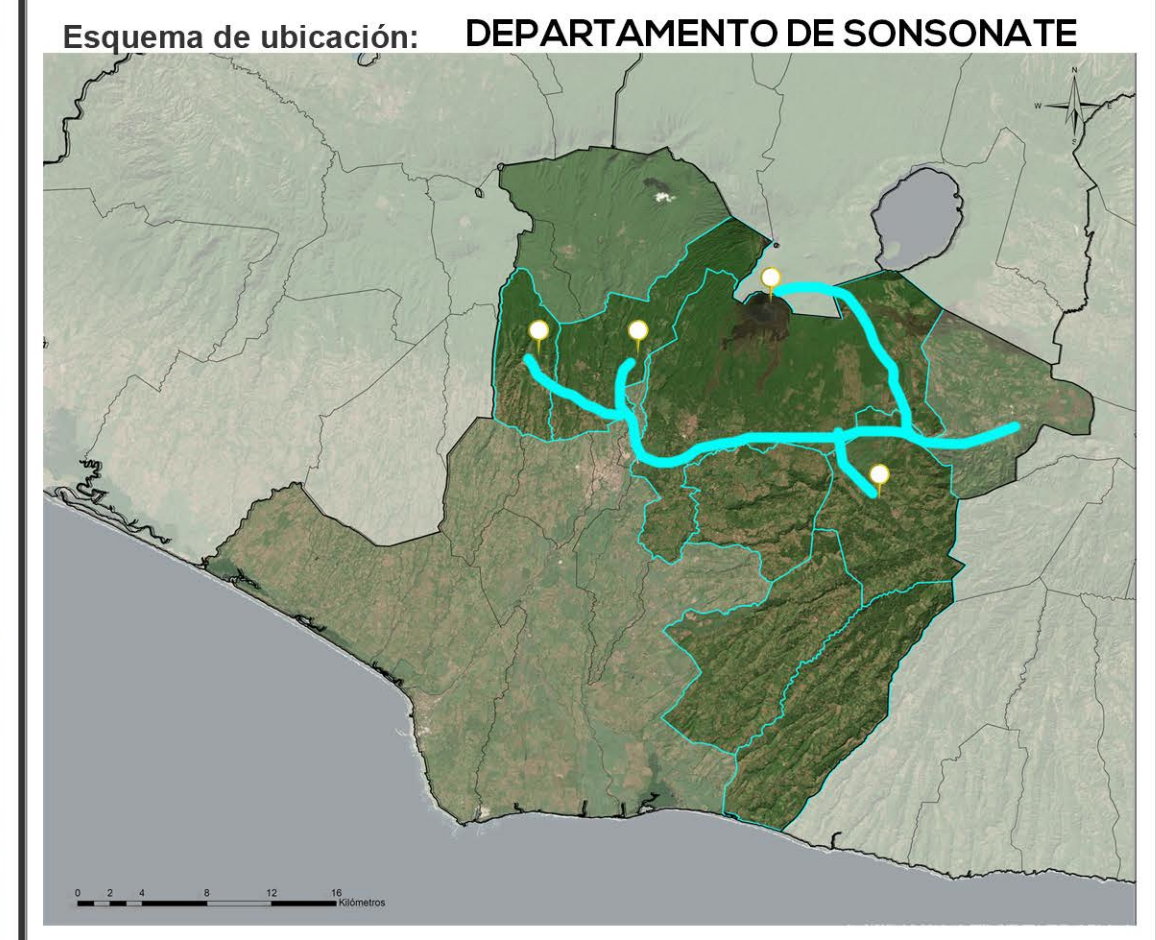 Esquema de ubicación: DEPARTAMENTO DE SONSONATE
N
W E
S
0 2 4 8 12 16
Kilómetros